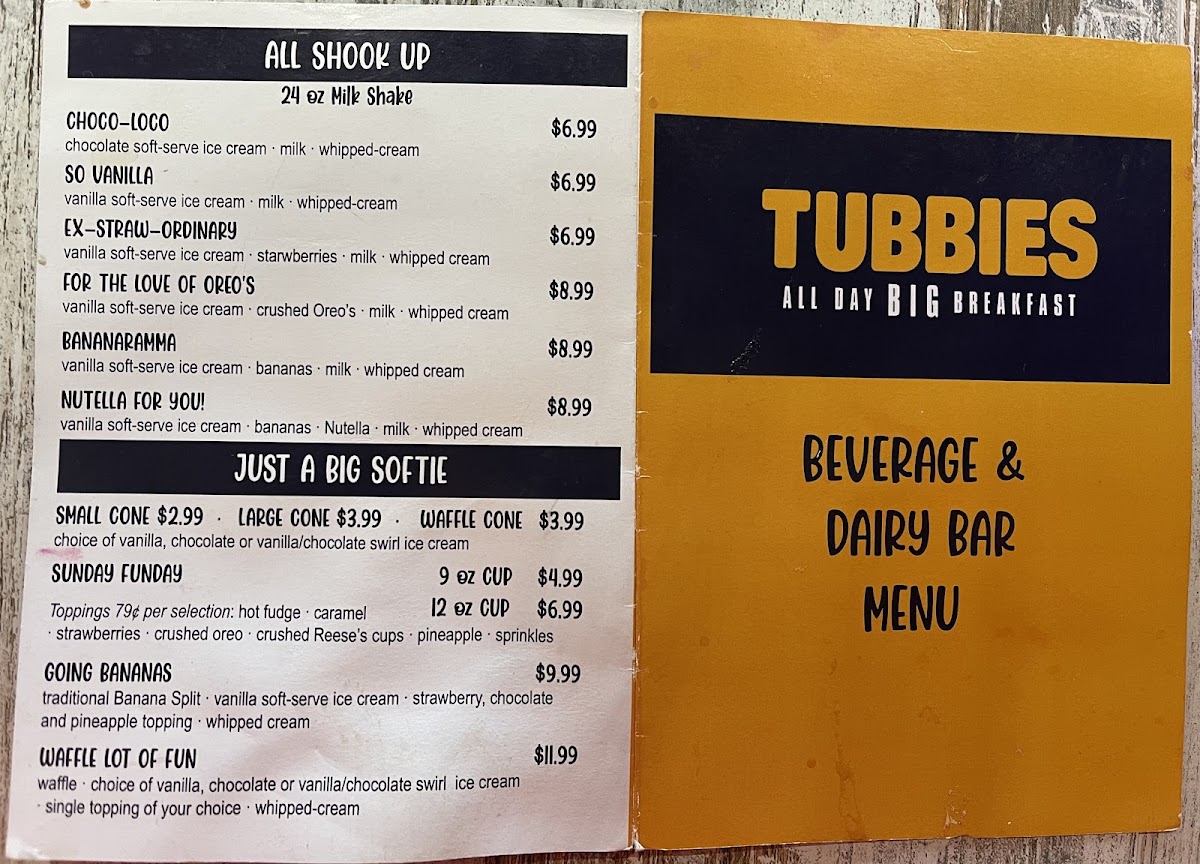 ALL SHOOK UP
24 oz Milk Shake
CHOCO-LOCO $6.99
chocolate soft-serve ice cream · milk · whipped-cream
SO VANILLA $6.99
vanilla soft-serve ice cream · milk · whipped-cream
EX-STRAW-ORDINARY $6.99
vanilla soft-serve ice cream · starwberries · milk · whipped cream
FOR THE LOVE OF OREO'S $8.99
vanilla soft-serve ice cream · crushed Oreo's · milk · whipped cream
BANANARAMMA $8.99
vanilla soft-serve ice cream · bananas · milk · whipped cream
NUTELLA FOR YOU! $8.99
vanilla soft-serve ice cream · bananas · Nutella · milk · whipped cream
JUST A BIG SOFTIE
SMALL CONE $2.99 · LARGE CONE $3.99 · WAFFLE CONE $3.99
choice of vanilla, chocolate or vanilla/chocolate swirl ice cream
SUNDAY FUNDAY 9 oz CUP $4.99
Toppings 79¢ per selection: hot fudge · caramel 12 oz CUP $6.99
· strawberries · crushed oreo · crushed Reese's cups · pineapple · sprinkles
GOING BANANAS $9.99
traditional Banana Split · vanilla soft-serve ice cream · strawberry, chocolate
and pineapple topping · whipped cream
WAFFLE LOT OF FUN $11.99
waffle · choice of vanilla, chocolate or vanilla/chocolate swirl ice cream
· single topping of your choice · whipped-cream
TUBBIES
ALL DAY BIG BREAKFAST
BEVERAGE &
DAIRY BAR
MENU